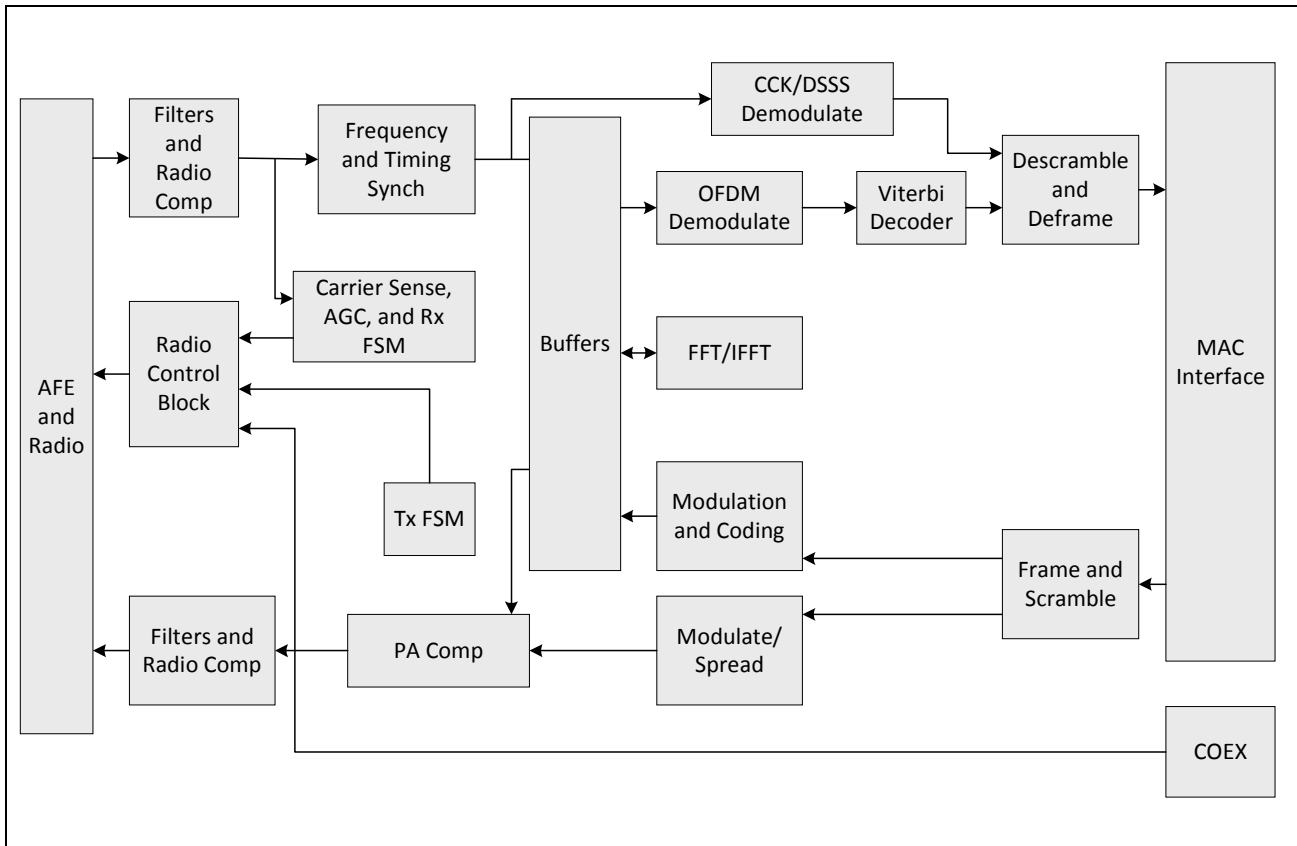 CCK/DSSS
Demodulate
Filters
and
Radio
Comp
Frequency
and Timing
Synch
Descramble
and
Deframe
OFDM
Demodulate
Viterbi
Decoder
Carrier Sense,
AGC, and Rx
FSM
Radio
Control
Block
Buffers
FFT/IFFT
MAC
Interface
AFE
and
Radio
Tx FSM
Modulation
and Coding
Frame and
Scramble
Filters and
Radio Comp
PA Comp
Modulate/
Spread
COEX